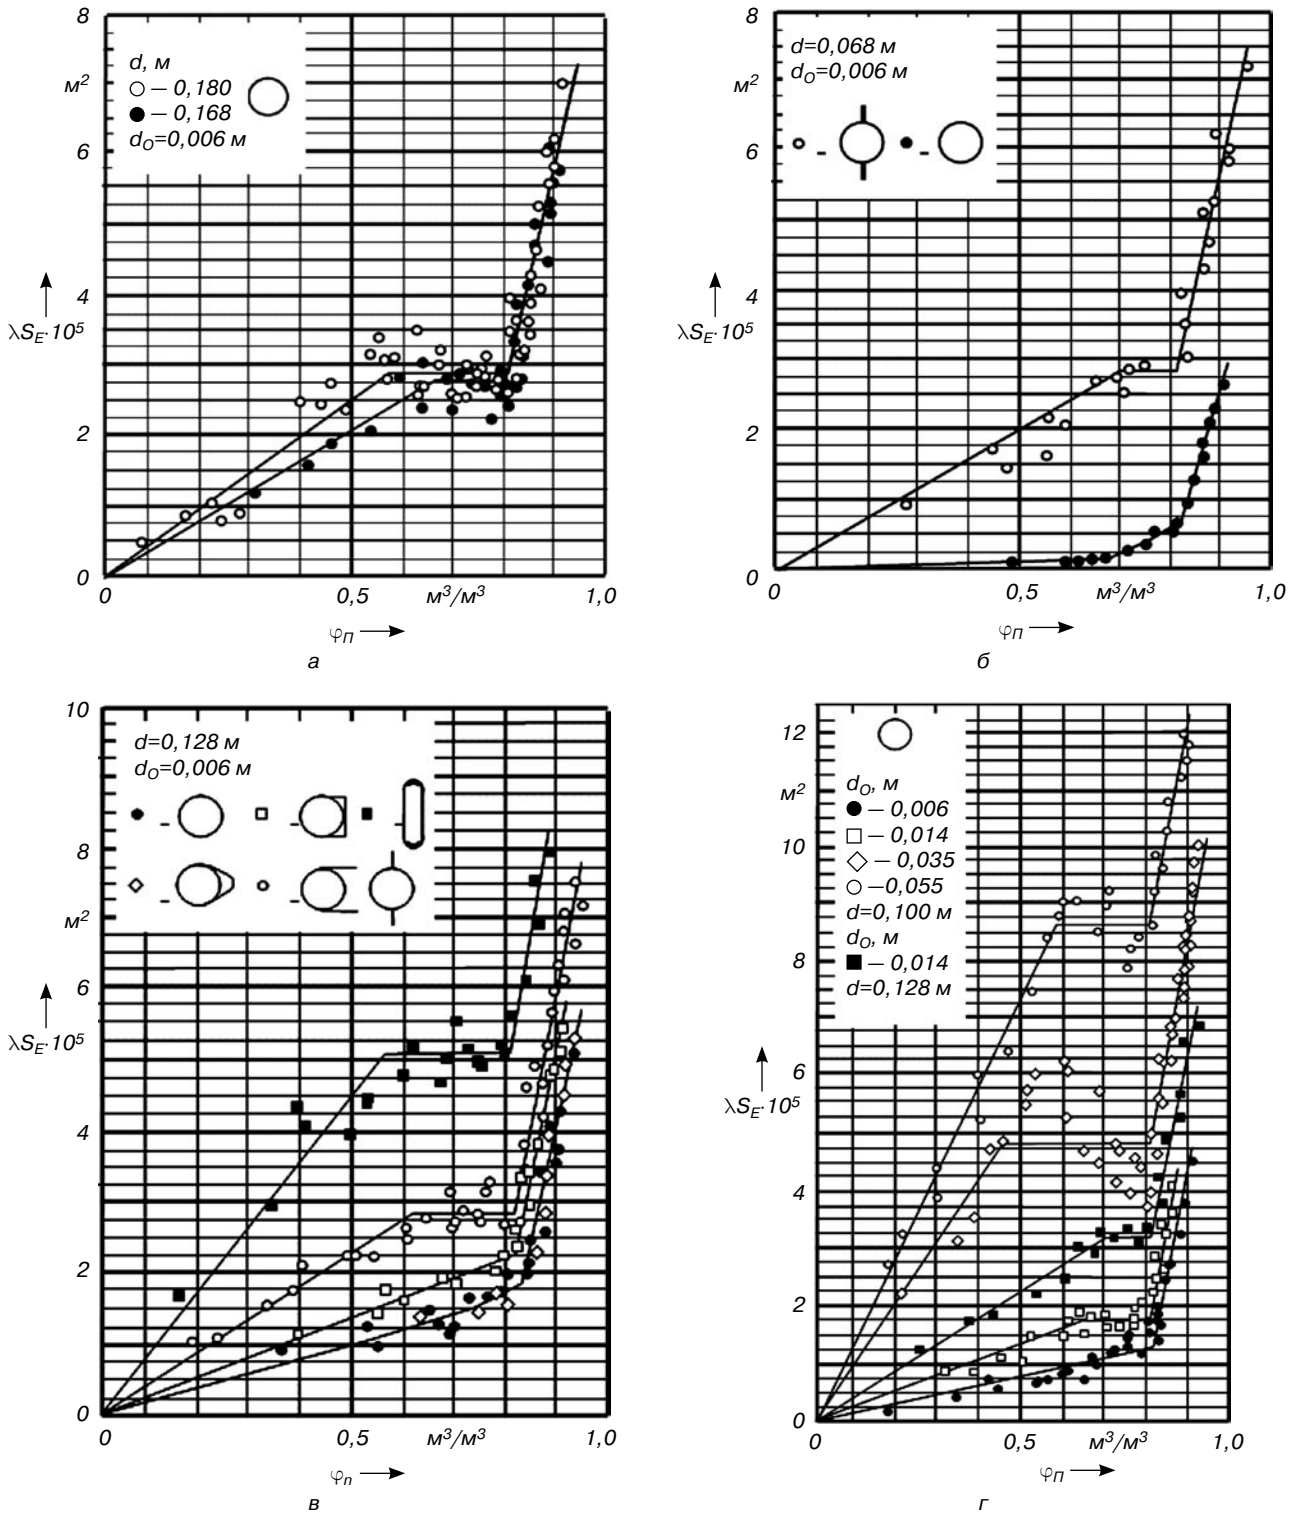 8
м²
6
4
λS_E·10⁵
2
0
d, м
○ — 0,180
● — 0,168
d_O=0,006 м
0 0,5 м³/м³ 1,0
φ_П
а
8
м²
6
4
λS_E·10⁵
2
0
d=0,068 м
d_O=0,006 м
0 0,5 м³/м³ 1,0
φ_П
б
10
8
м²
6
λS_E·10⁵
4
2
0
d=0,128 м
d_O=0,006 м
0 0,5 м³/м³ 1,0
φ_n
в
12
м²
10
8
6
λS_E·10⁵
4
2
0
d_O, м
● — 0,006
□ — 0,014
◇ — 0,035
○ —0,055
d=0,100 м
d_O, м
■ — 0,014
d=0,128 м
0 0,5 м³/м³ 1,0
φ_П
г